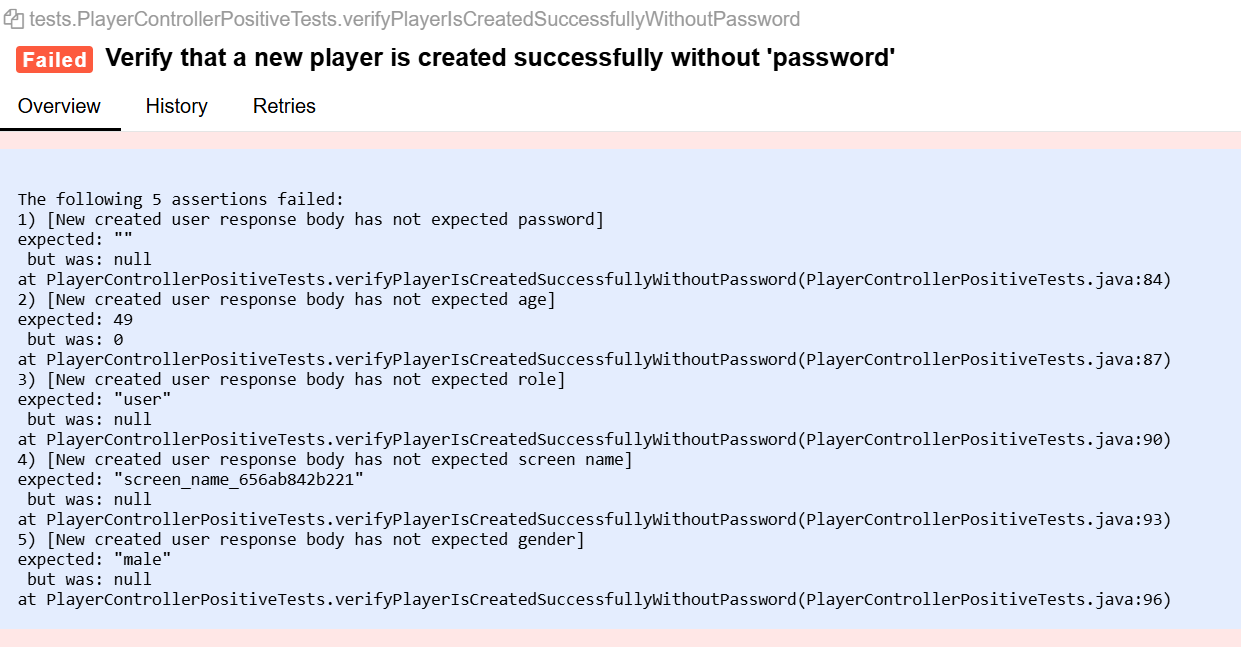 tests.PlayerControllerPositiveTests.verifyPlayerIsCreatedSuccessfullyWithoutPassword
Failed Verify that a new player is created successfully without 'password'
Overview History Retries
The following 5 assertions failed:
1) [New created user response body has not expected password]
expected: ""
but was: null
at PlayerControllerPositiveTests.verifyPlayerIsCreatedSuccessfullyWithoutPassword(PlayerControllerPositiveTests.java:84)
2) [New created user response body has not expected age]
expected: 49
but was: 0
at PlayerControllerPositiveTests.verifyPlayerIsCreatedSuccessfullyWithoutPassword(PlayerControllerPositiveTests.java:87)
3) [New created user response body has not expected role]
expected: "user"
but was: null
at PlayerControllerPositiveTests.verifyPlayerIsCreatedSuccessfullyWithoutPassword(PlayerControllerPositiveTests.java:90)
4) [New created user response body has not expected screen name]
expected: "screen_name_656ab842b221"
but was: null
at PlayerControllerPositiveTests.verifyPlayerIsCreatedSuccessfullyWithoutPassword(PlayerControllerPositiveTests.java:93)
5) [New created user response body has not expected gender]
expected: "male"
but was: null
at PlayerControllerPositiveTests.verifyPlayerIsCreatedSuccessfullyWithoutPassword(PlayerControllerPositiveTests.java:96)